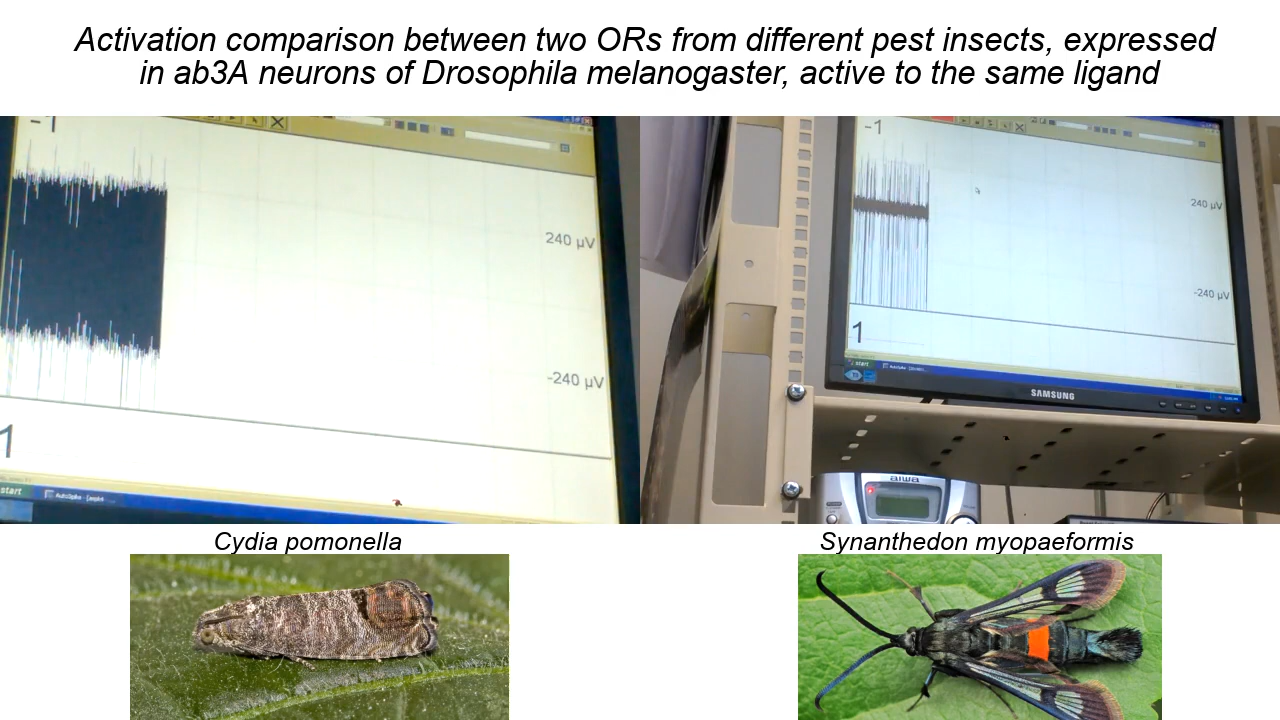 Activation comparison between two ORs from different pest insects, expressed
in ab3A neurons of Drosophila melanogaster, active to the same ligand
-1
240 µV
-240 µV
1
start
-1
240 µV
-240 µV
1
start
SAMSUNG
aiwa
Cydia pomonella
Synanthedon myopaeformis